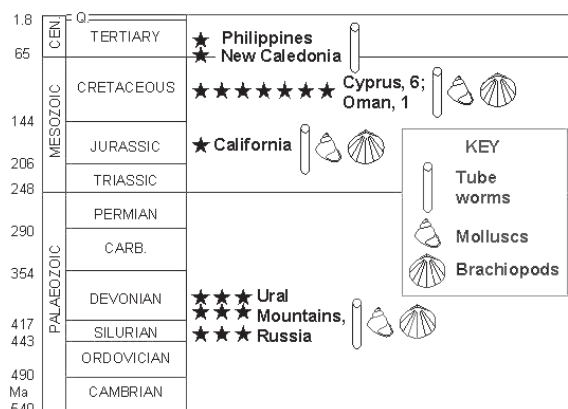 1.8
Q.
CEN.
TERTIARY
Philippines
65
New Caledonia
MESOZOIC
CRETACEOUS
Cyprus, 6;
Oman, 1
144
JURASSIC
California
206
TRIASSIC
248
KEY
Tube
worms
Molluscs
Brachiopods
PALAEOZOIC
PERMIAN
290
CARB.
354
DEVONIAN
Ural
Mountains,
417
SILURIAN
Russia
443
ORDOVICIAN
490
Ma
CAMBRIAN
540